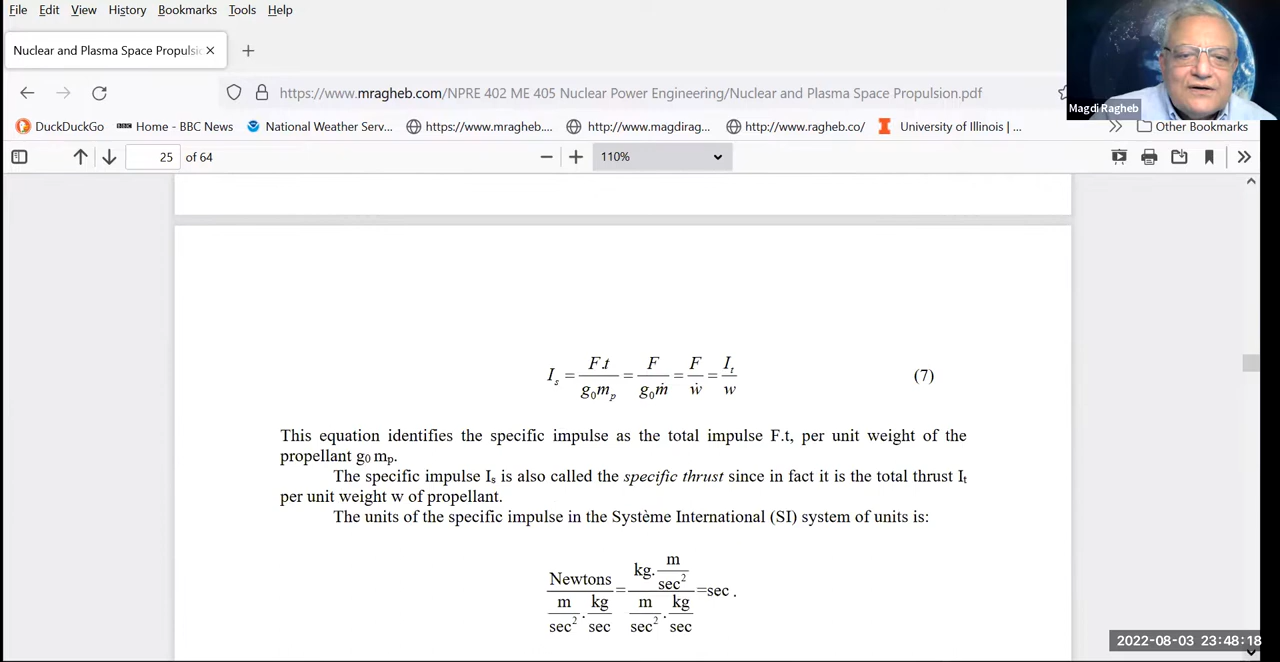 File Edit View History Bookmarks Tools Help
Nuclear and Plasma Space Propulsi
https://www.mragheb.com/NPRE 402 ME 405 Nuclear Power Engineering/Nuclear and Plasma Space Propulsion.pdf
Magdi Ragheb
DuckDuckGo BBC Home - BBC News National Weather Serv... https://www.mragheb.... http://www.magdirag... http://www.ragheb.co/ I University of Illinois | ... Other Bookmarks
25 of 64 110%
I_s = F.t / g_0 m_p = F / g_0 ṁ = F / ẇ = I_t / w (7)
This equation identifies the specific impulse as the total impulse F.t, per unit weight of the
propellant g0 mp.
The specific impulse Is is also called the specific thrust since in fact it is the total thrust It
per unit weight w of propellant.
The units of the specific impulse in the Système International (SI) system of units is:
Newtons / (m/sec² . kg/sec) = kg. m/sec² / (m/sec² . kg/sec) =sec .
2022-08-03 23:48:18